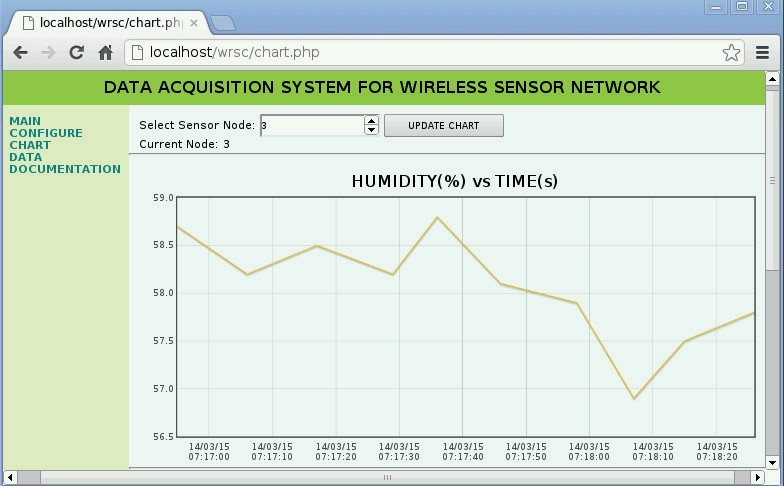 localhost/wrsc/chart.ph
localhost/wrsc/chart.php
DATA ACQUISITION SYSTEM FOR WIRELESS SENSOR NETWORK
MAIN
CONFIGURE
CHART
DATA
DOCUMENTATION
Select Sensor Node: 3 UPDATE CHART
Current Node: 3
HUMIDITY(%) vs TIME(s)
59.0
58.5
58.0
57.5
57.0
56.5
14/03/15 14/03/15 14/03/15 14/03/15 14/03/15 14/03/15 14/03/15 14/03/15 14/03/15
07:17:00 07:17:10 07:17:20 07:17:30 07:17:40 07:17:50 07:18:00 07:18:10 07:18:20